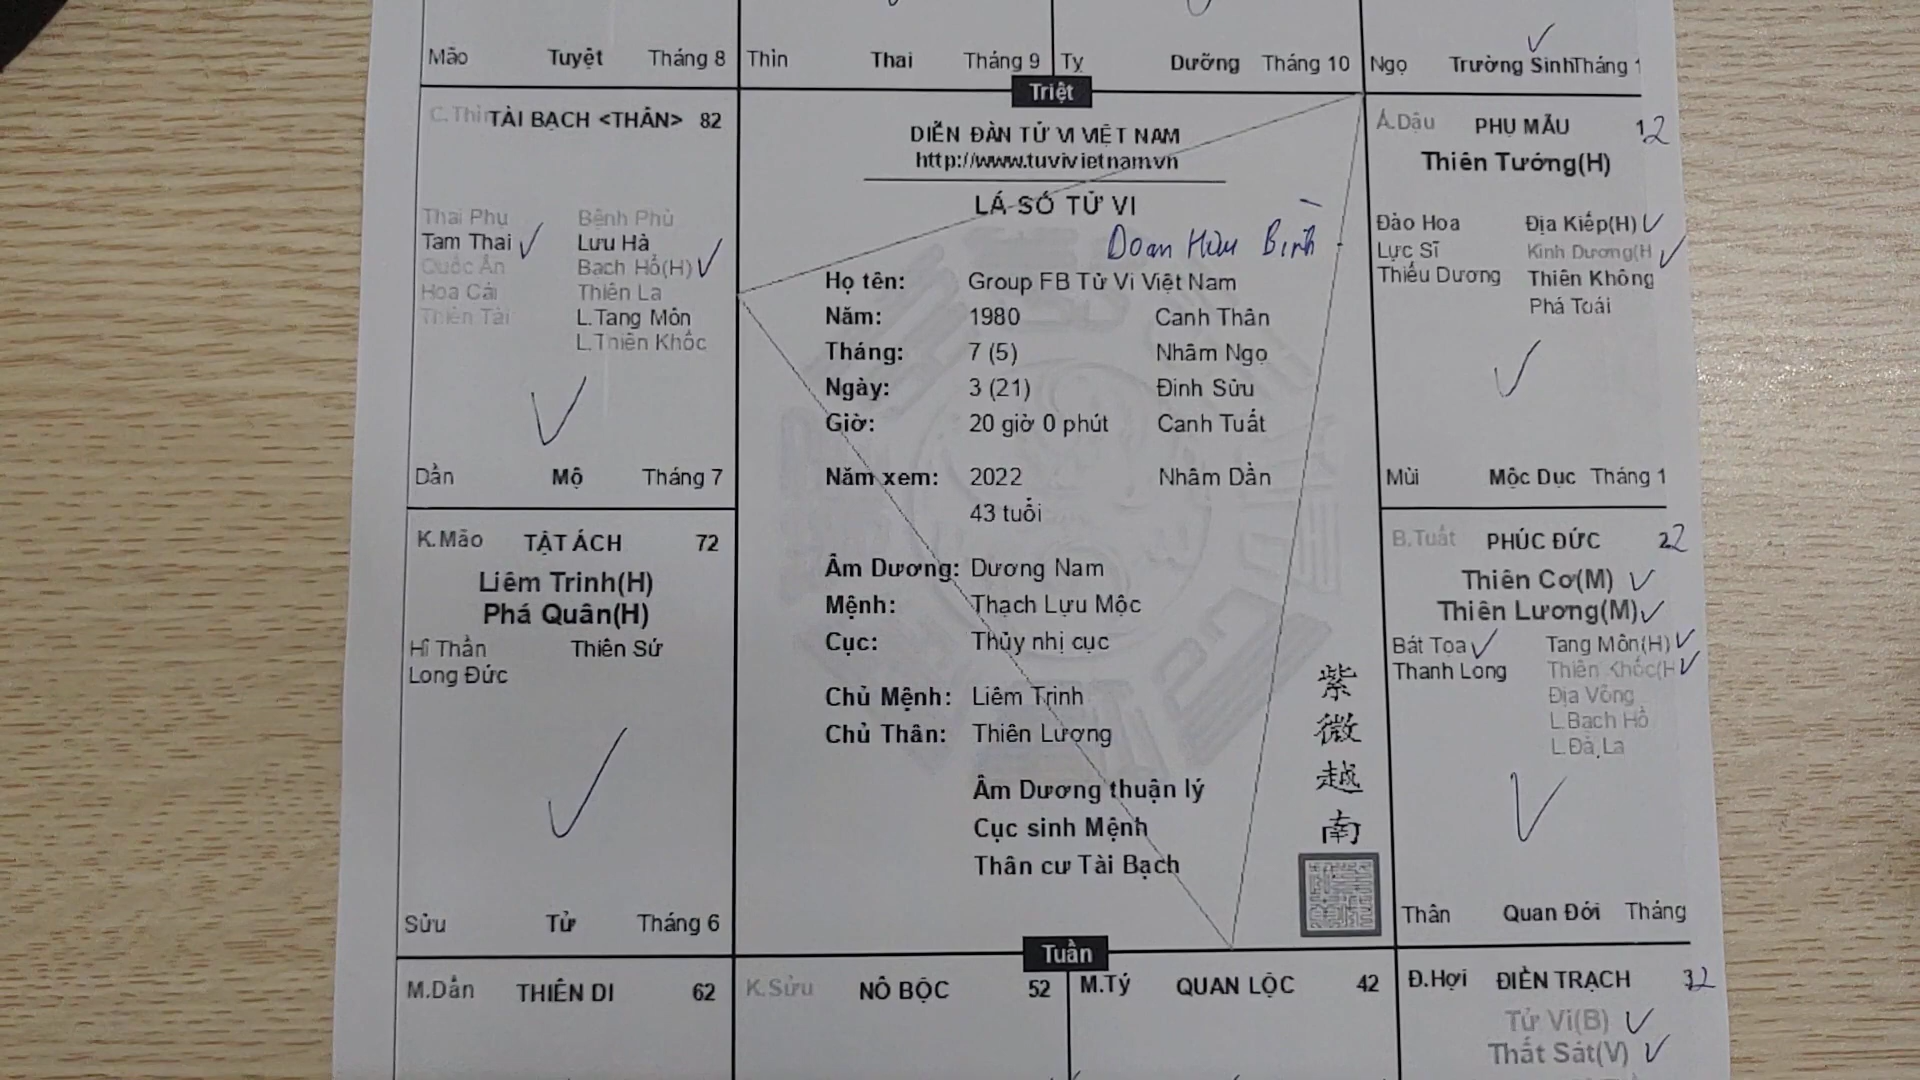 Mão Tuyệt Tháng 8
Thìn Thai Tháng 9
Tỵ Dưỡng Tháng 10
Ngọ Trường Sinh Tháng 1
Triệt
C.Thìn TÀI BẠCH <THÂN> 82
Thai Phụ Bệnh Phù
Tam Thai Lưu Hà
Quốc Ấn Bạch Hổ(H)
Hoa Cái Thiên La
Thiên Tài L.Tang Môn
L.Thiên Khốc
Dần Mộ Tháng 7
DIỄN ĐÀN TỬ VI VIỆT NAM
http://www.tuvivietnam.vn
LÁ SỐ TỬ VI
Doan Hữu Bình
Họ tên: Group FB Tử Vi Việt Nam
Năm: 1980 Canh Thân
Tháng: 7 (5) Nhâm Ngọ
Ngày: 3 (21) Đinh Sửu
Giờ: 20 giờ 0 phút Canh Tuất
Năm xem: 2022 Nhâm Dần
43 tuổi
Âm Dương: Dương Nam
Mệnh: Thạch Lựu Mộc
Cục: Thủy nhị cục
Chủ Mệnh: Liêm Trinh
Chủ Thân: Thiên Lương
Âm Dương thuận lý
Cục sinh Mệnh
Thân cư Tài Bạch
紫微越南
Á.Dậu PHỤ MẪU 12
Thiên Tướng(H)
Đào Hoa Địa Kiếp(H)
Lực Sĩ Kình Dương(H
Thiếu Dương Thiên Không
Phá Toái
Mùi Mộc Dục Tháng 1
K.Mão TẬT ÁCH 72
Liêm Trinh(H)
Phá Quân(H)
Hỉ Thần Thiên Sứ
Long Đức
Sửu Tử Tháng 6
B.Tuất PHÚC ĐỨC 22
Thiên Cơ(M)
Thiên Lương(M)
Bát Tọa Tang Môn(H)
Thanh Long Thiên Khốc(H
Địa Võng
L.Bạch Hổ
L.Đà La
Thân Quan Đới Tháng
Tuần
M.Dần THIÊN DI 62
K.Sửu NÔ BỘC 52
M.Tý QUAN LỘC 42
Đ.Hợi ĐIỀN TRẠCH 32
Tử Vi(B)
Thất Sát(V)